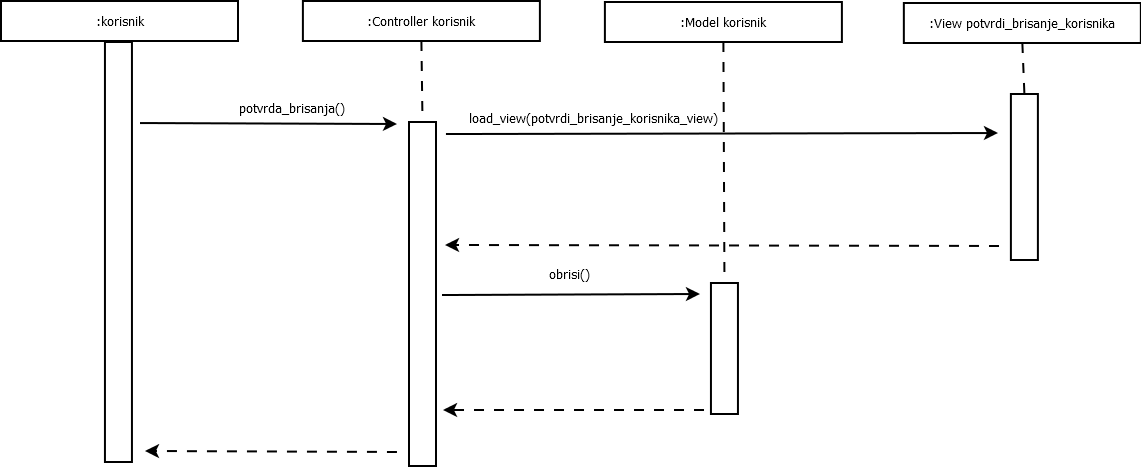 :korisnik
:Controller korisnik
:Model korisnik
:View potvrdi_brisanje_korisnika
potvrda_brisanja()
load_view(potvrdi_brisanje_korisnika_view)
obrisi()